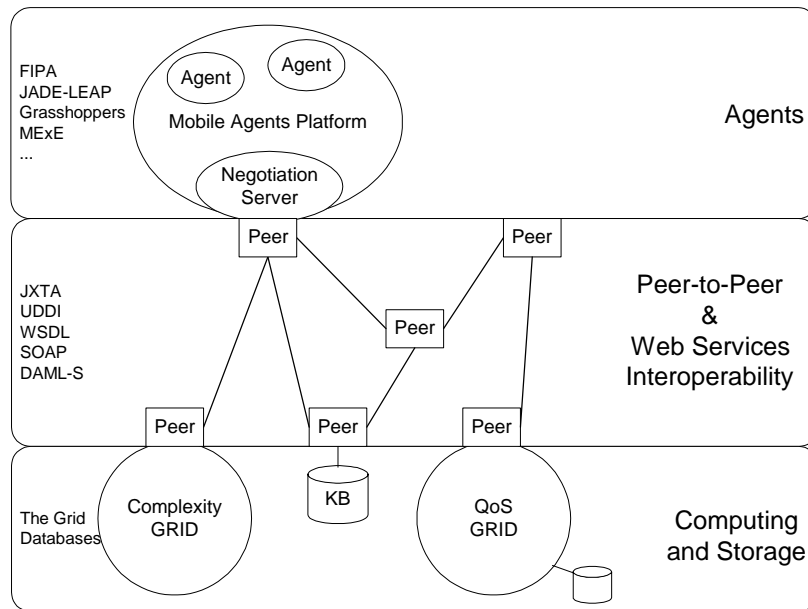 FIPA
JADE-LEAP
Grasshoppers
MExE
...
Agent
Agent
Mobile Agents Platform
Negotiation
Server
Agents
JXTA
UDDI
WSDL
SOAP
DAML-S
Peer
Peer
Peer
Peer
Peer
Peer
Peer-to-Peer
&
Web Services
Interoperability
The Grid
Databases
Complexity
GRID
KB
QoS
GRID
Computing
and Storage